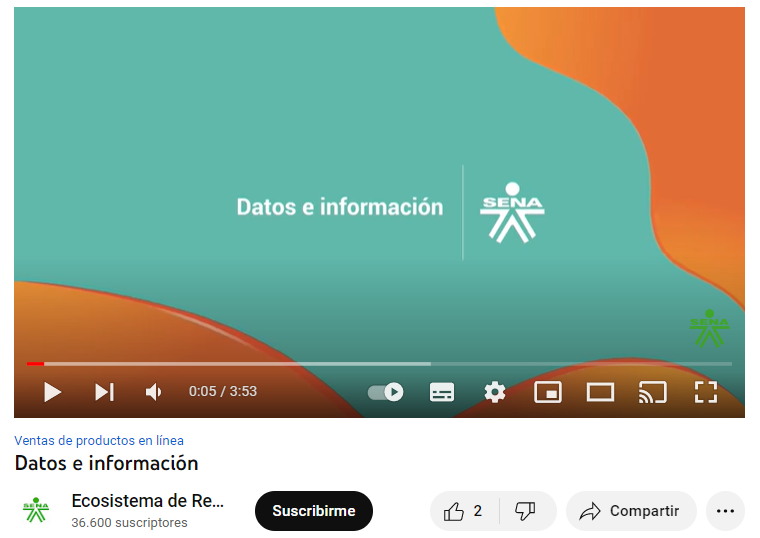 Datos e información
SENA
SENA
0:05 / 3:53
Ventas de productos en línea
Datos e información
SENA
Ecosistema de Re...
36.600 suscriptores
Suscribirme
2
Compartir